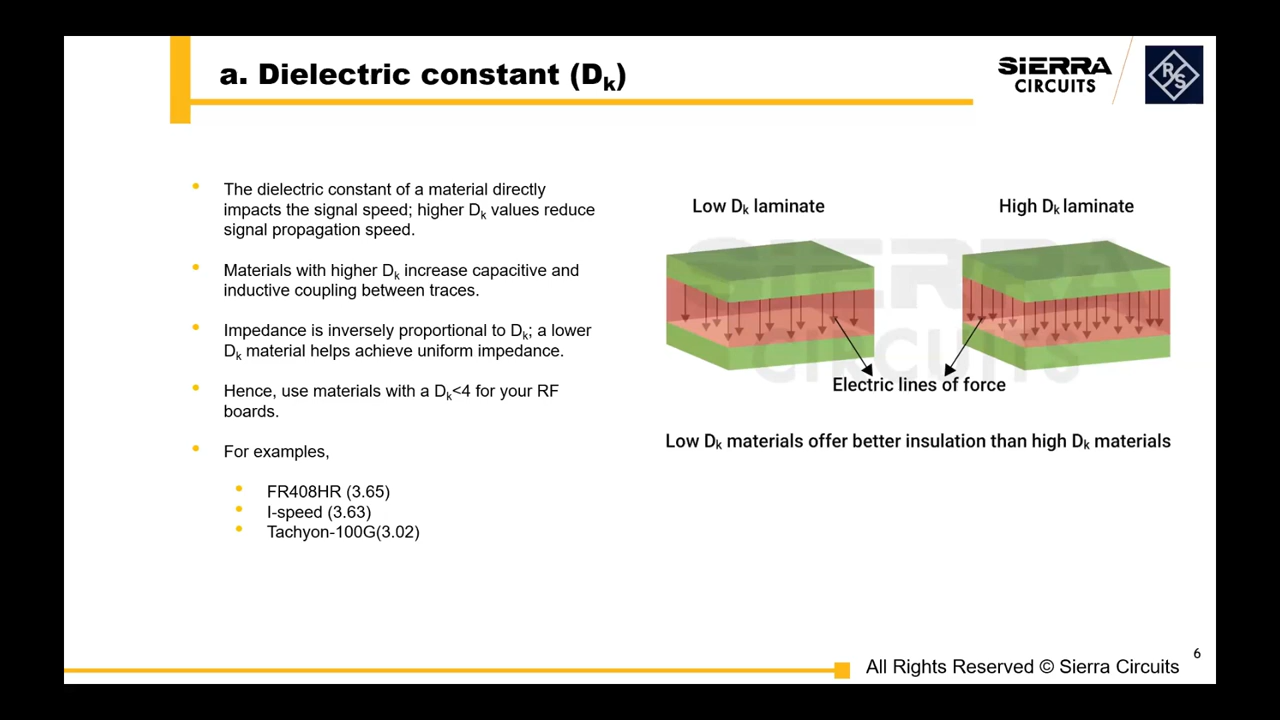 a. Dielectric constant (Dk)
SIERRA
CIRCUITS
R
S
The dielectric constant of a material directly
impacts the signal speed; higher Dk values reduce
signal propagation speed.
Materials with higher Dk increase capacitive and
inductive coupling between traces.
Impedance is inversely proportional to Dk; a lower
Dk material helps achieve uniform impedance.
Hence, use materials with a Dk<4 for your RF
boards.
For examples,
FR408HR (3.65)
I-speed (3.63)
Tachyon-100G(3.02)
Low Dk laminate
High Dk laminate
SIERRA
CIRCUITS
Electric lines of force
Low Dk materials offer better insulation than high Dk materials
6
All Rights Reserved © Sierra Circuits